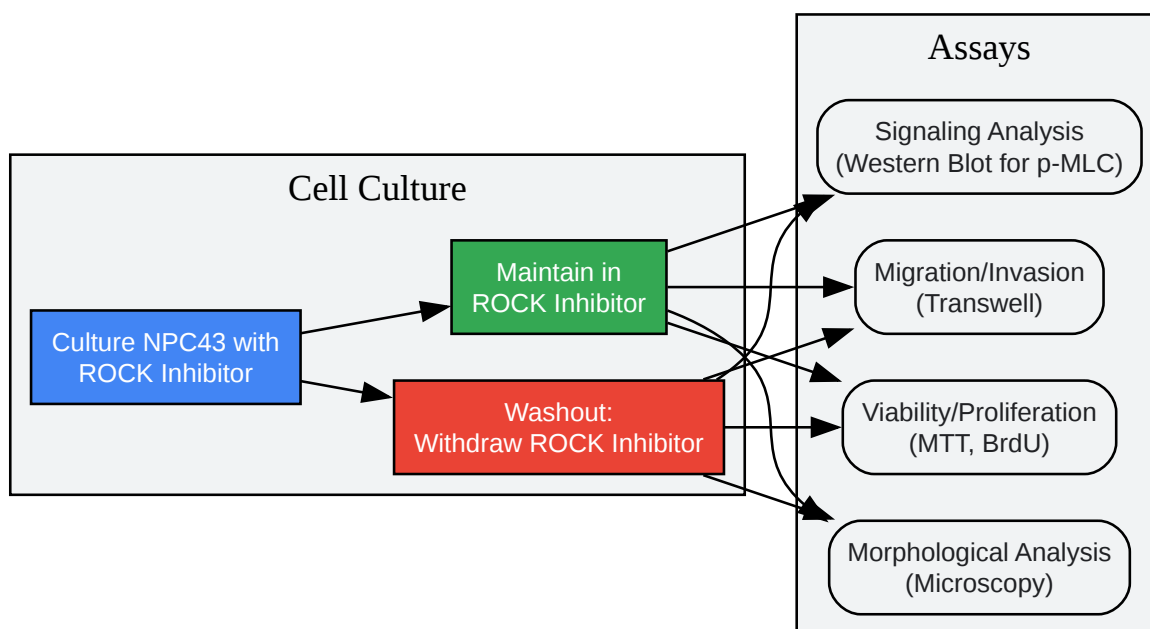 Cell Culture
Culture NPC43 with
ROCK Inhibitor
Maintain in
ROCK Inhibitor
Washout:
Withdraw ROCK Inhibitor
Assays
Signaling Analysis
(Western Blot for p-MLC)
Migration/Invasion
(Transwell)
Viability/Proliferation
(MTT, BrdU)
Morphological Analysis
(Microscopy)